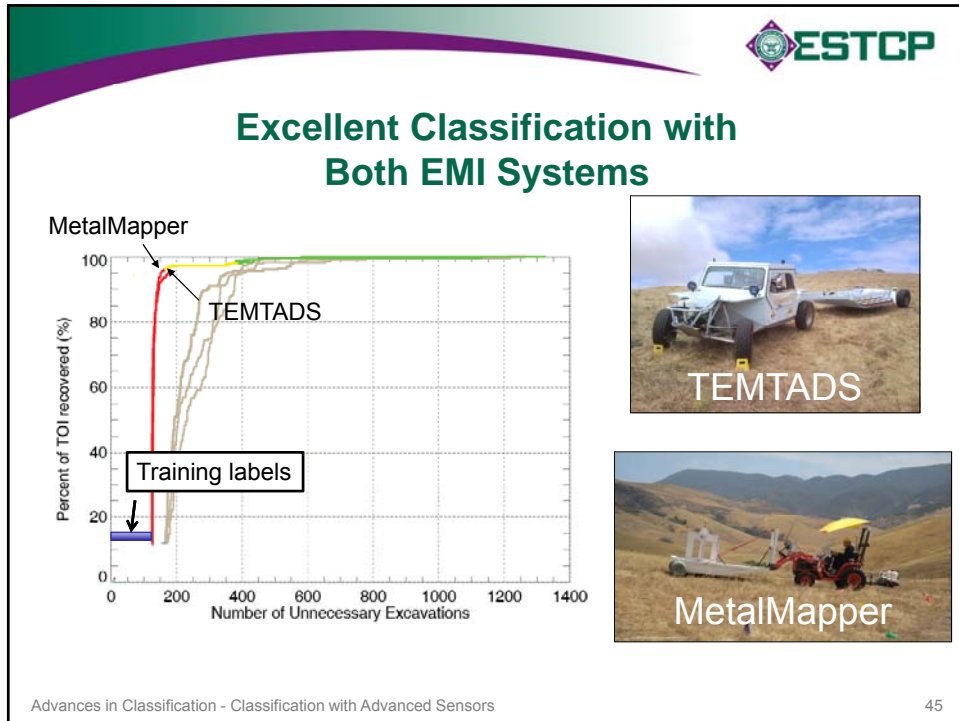 ESTCP
Excellent Classification with
Both EMI Systems
MetalMapper
TEMTADS
Training labels
Percent of TOI recovered (%)
100
80
60
40
20
0
0 200 400 600 800 1000 1200 1400
Number of Unnecessary Excavations
TEMTADS
MetalMapper
Advances in Classification - Classification with Advanced Sensors 45